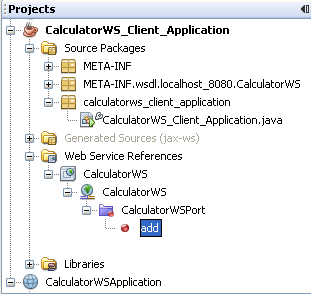 Projects
CalculatorWS_Client_Application
Source Packages
META-INF
META-INF.wsdl.localhost_8080.CalculatorWS
calculatorws_client_application
CalculatorWS_Client_Application.java
Generated Sources (jax-ws)
Web Service References
CalculatorWS
CalculatorWS
CalculatorWSPort
add
Libraries
CalculatorWSApplication